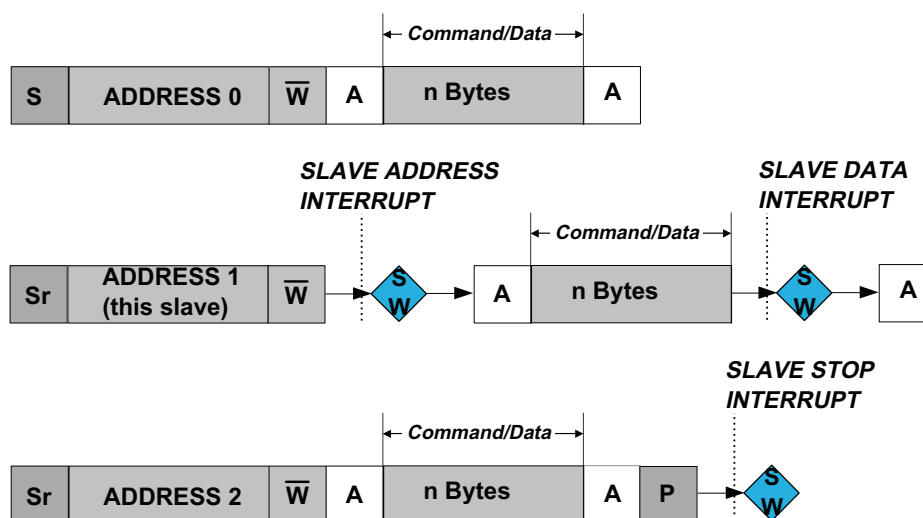 Command/Data
S ADDRESS 0 W̅ A n Bytes A
SLAVE ADDRESS
INTERRUPT
SLAVE DATA
INTERRUPT
Command/Data
Sr ADDRESS 1
(this slave) W̅ S
W A n Bytes S
W A
SLAVE STOP
INTERRUPT
Command/Data
Sr ADDRESS 2 W̅ A n Bytes A P S
W